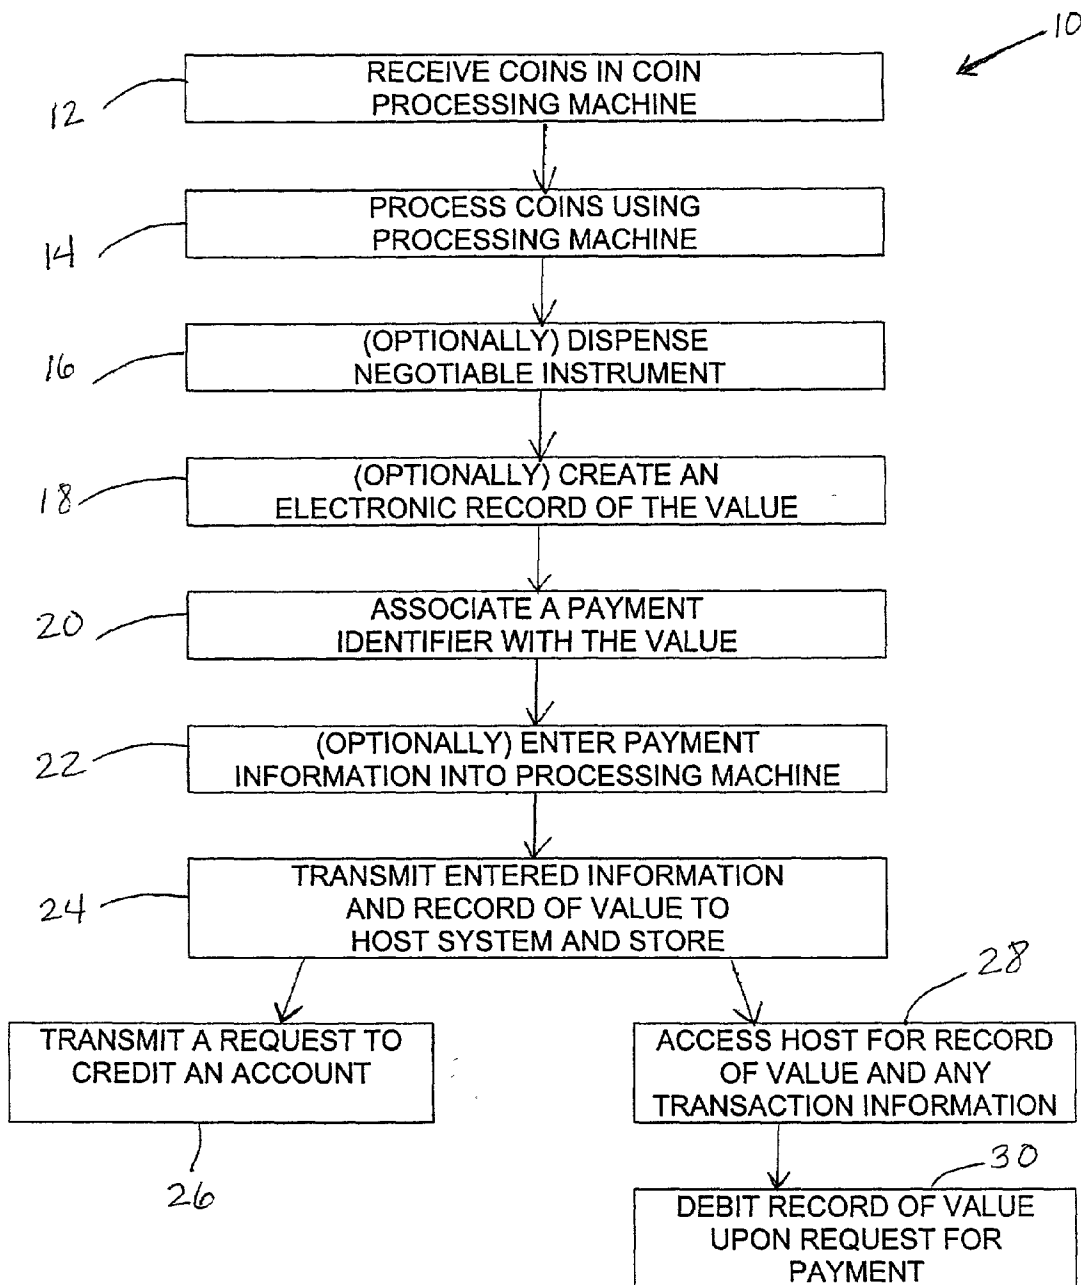 10
12
RECEIVE COINS IN COIN
PROCESSING MACHINE
14
PROCESS COINS USING
PROCESSING MACHINE
16
(OPTIONALLY) DISPENSE
NEGOTIABLE INSTRUMENT
18
(OPTIONALLY) CREATE AN
ELECTRONIC RECORD OF THE VALUE
20
ASSOCIATE A PAYMENT
IDENTIFIER WITH THE VALUE
22
(OPTIONALLY) ENTER PAYMENT
INFORMATION INTO PROCESSING MACHINE
24
TRANSMIT ENTERED INFORMATION
AND RECORD OF VALUE TO
HOST SYSTEM AND STORE
TRANSMIT A REQUEST TO
CREDIT AN ACCOUNT
26
28
ACCESS HOST FOR RECORD
OF VALUE AND ANY
TRANSACTION INFORMATION
30
DEBIT RECORD OF VALUE
UPON REQUEST FOR
PAYMENT